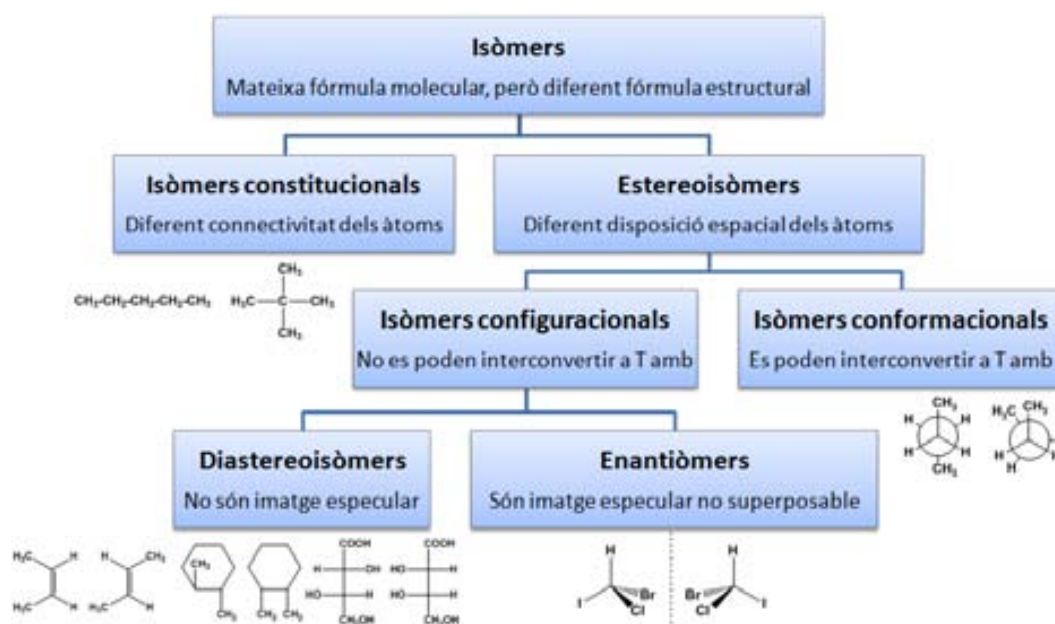 Isòmers
Mateixa fórmula molecular, però diferent fórmula estructural
Isòmers constitucionals
Diferent connectivitat dels àtoms
Estereoisòmers
Diferent disposició espacial dels àtoms
CH₃-CH₂-CH₂-CH₂-CH₃
CH₃
H₃C—C—CH₃
CH₃
Isòmers configuracionals
No es poden interconvertir a T amb
Isòmers conformacionals
Es poden interconvertir a T amb
CH₃
H H
H H
CH₃
H₃C CH₃
H
H
Diastereoisòmers
No són imatge especular
Enantiòmers
Són imatge especular no superposable
H₃C H
H₃C H
H CH₃
H₃C H
CH₃
CH₃
CH₃ CH₃
COOH
H OH
HO H
CH₂OH
COOH
HO H
HO H
CH₂OH
H
I Br
Cl
H
Br I
Cl